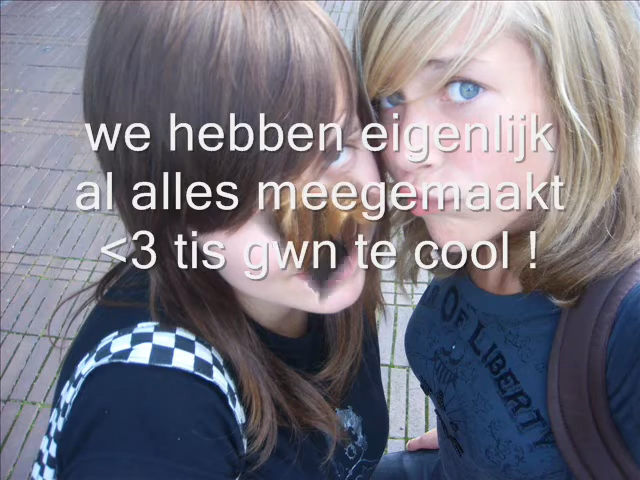 we hebben eigenlijk
al alles meegemaakt
<3 tis gwn te cool !
OF LIBERTY